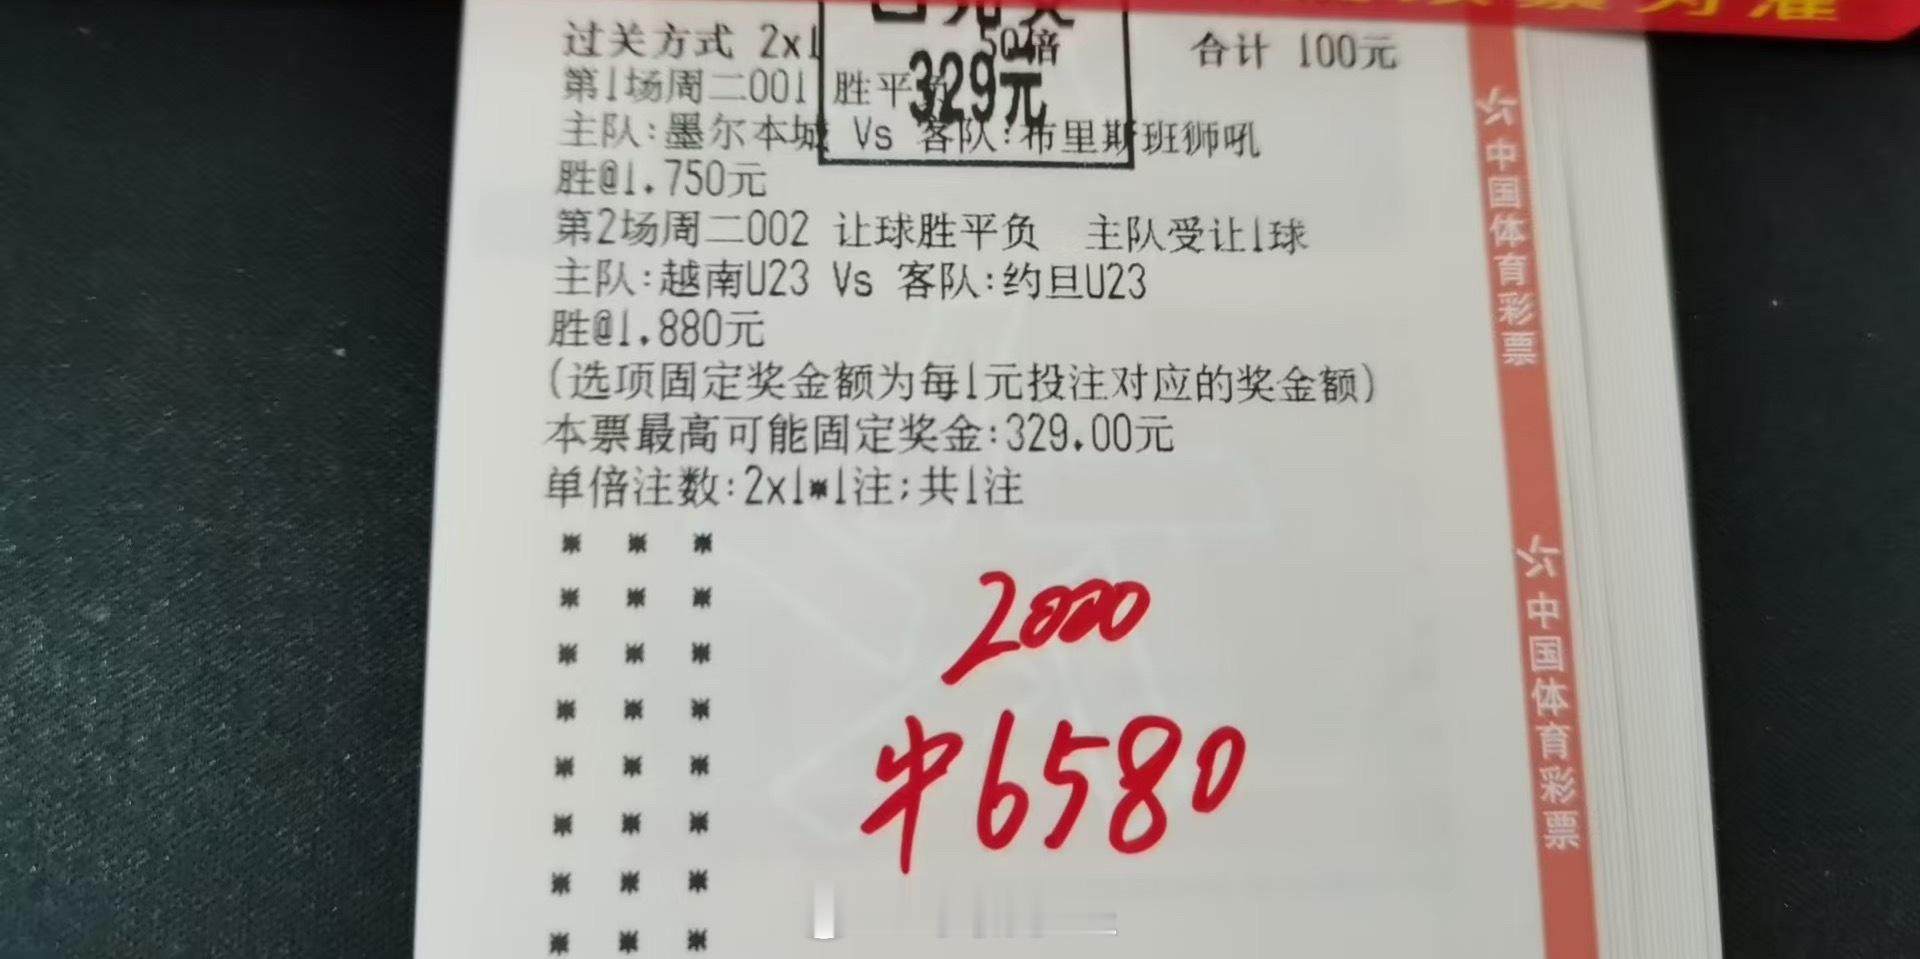 过关方式 2x1 50倍 合计 100元
329元
第1场周二001 胜平负
主队:墨尔本城 Vs 客队:布里斯班狮吼
胜@1.750元
第2场周二002 让球胜平负 主队受让1球
主队:越南U23 Vs 客队:约旦U23
胜@1.880元
(选项固定奖金额为每1元投注对应的奖金额)
本票最高可能固定奖金:329.00元
单倍注数:2x1*1注;共1注
2000
中6580
中国体育彩票
中国体育彩票